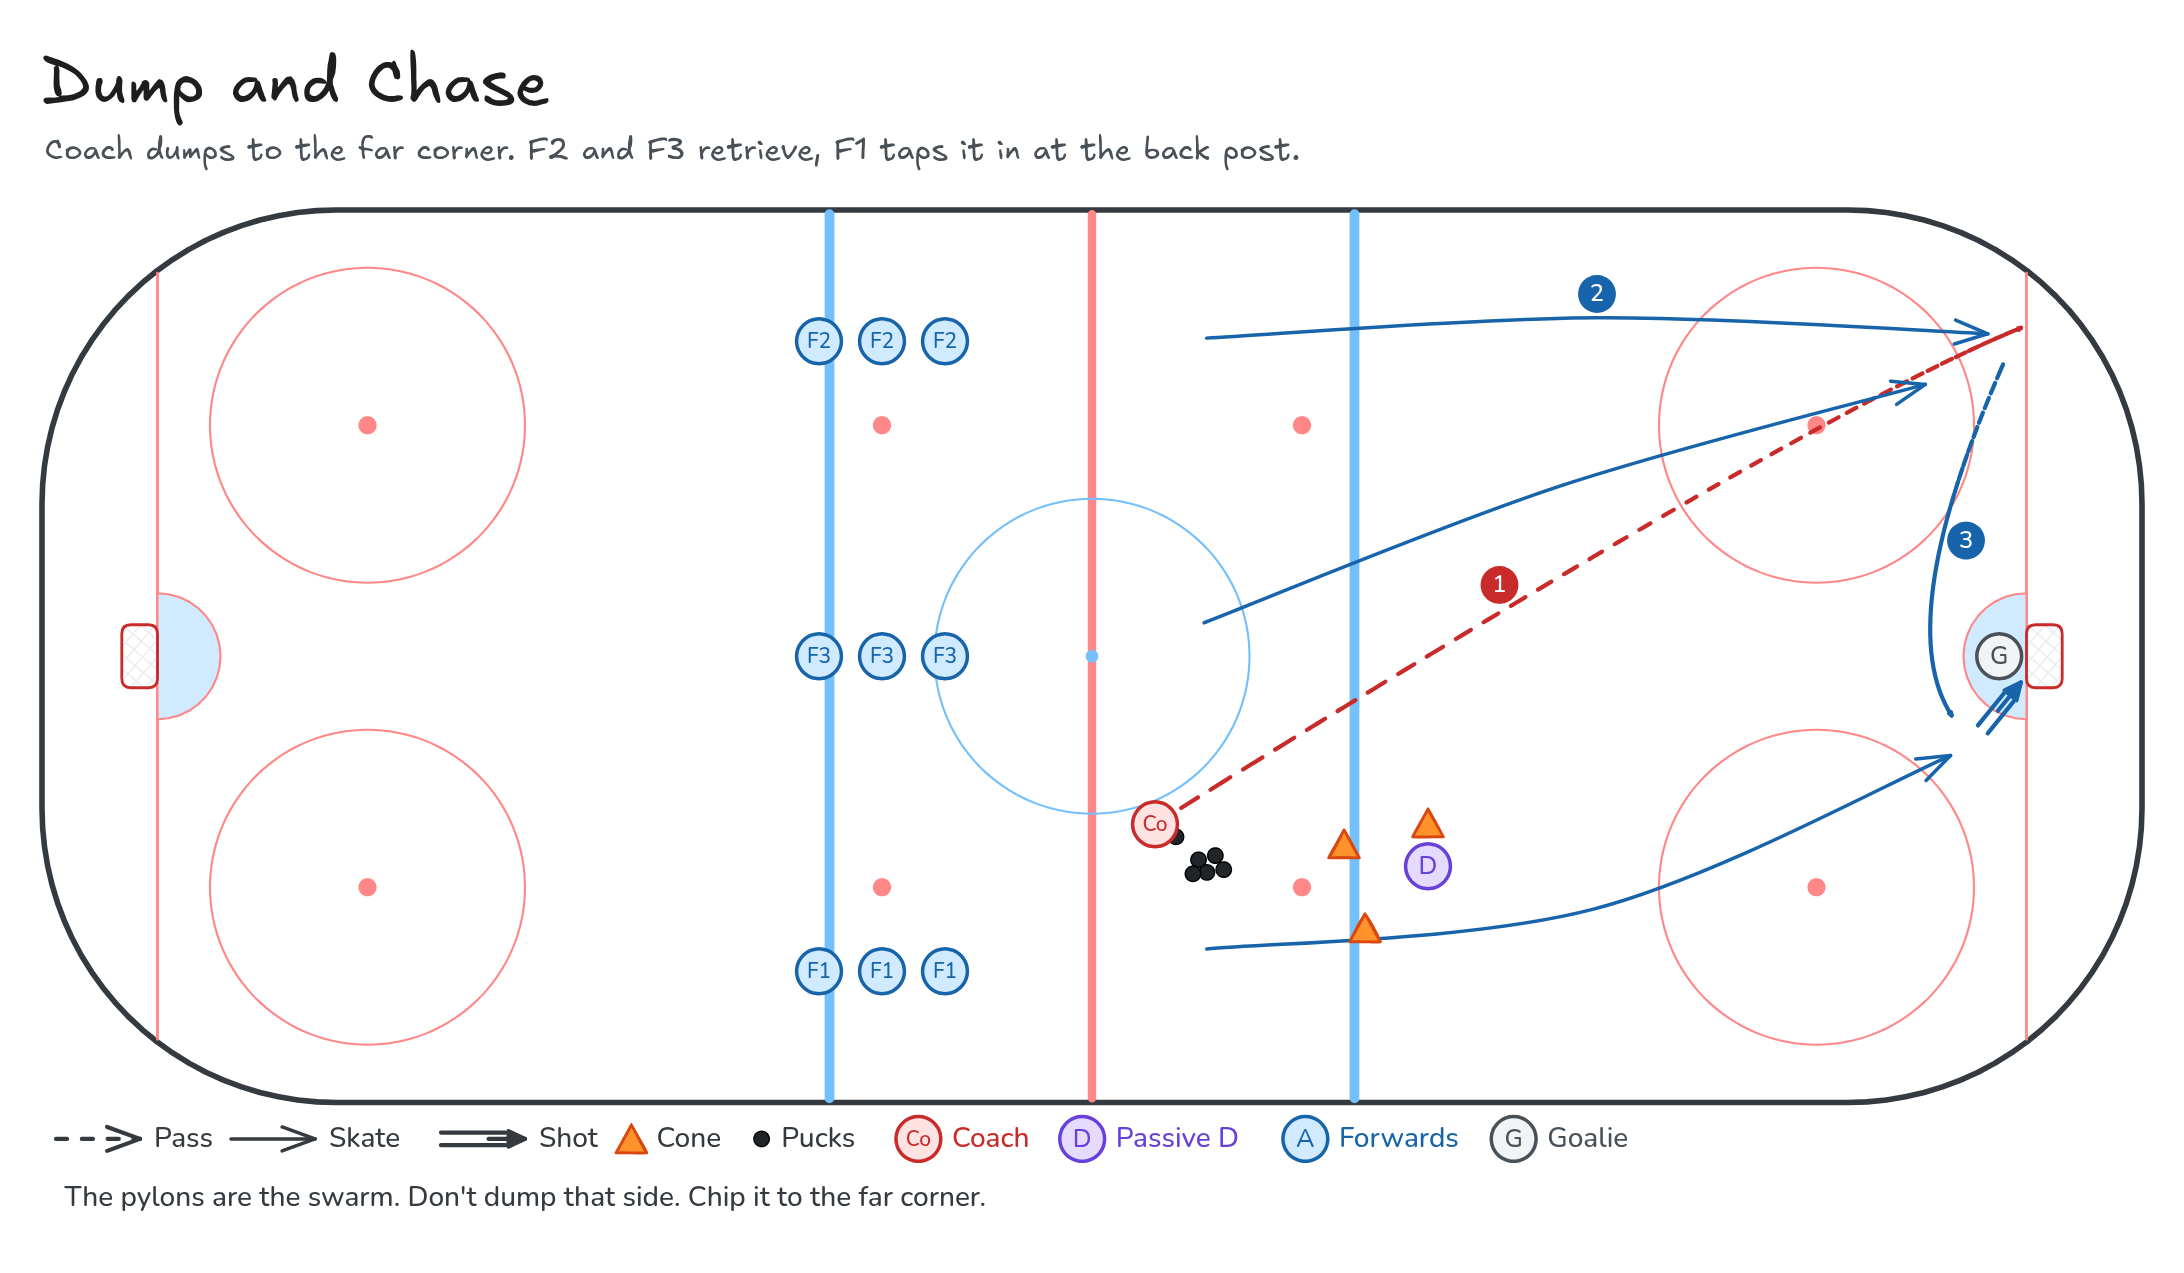 Dump and Chase
Coach dumps to the far corner. F2 and F3 retrieve, F1 taps it in at the back post.
2
F2 F2 F2
3
1
F3 F3 F3
G
Co
D
F1 F1 F1
Pass Skate Shot Cone Pucks Co Coach D Passive D A Forwards G Goalie
The pylons are the swarm. Don't dump that side. Chip it to the far corner.